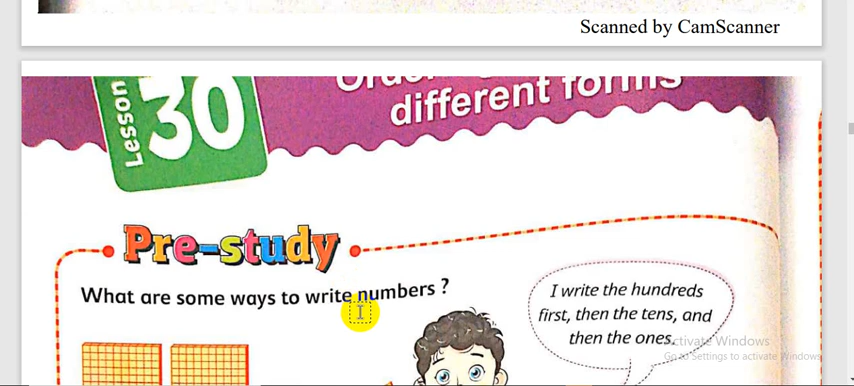 Scanned by CamScanner
Lesson
30
different forms
Pre-study
What are some ways to write numbers ?
I write the hundreds
first, then the tens, and
then the ones.
Activate Windows
Go to Settings to activate Windows